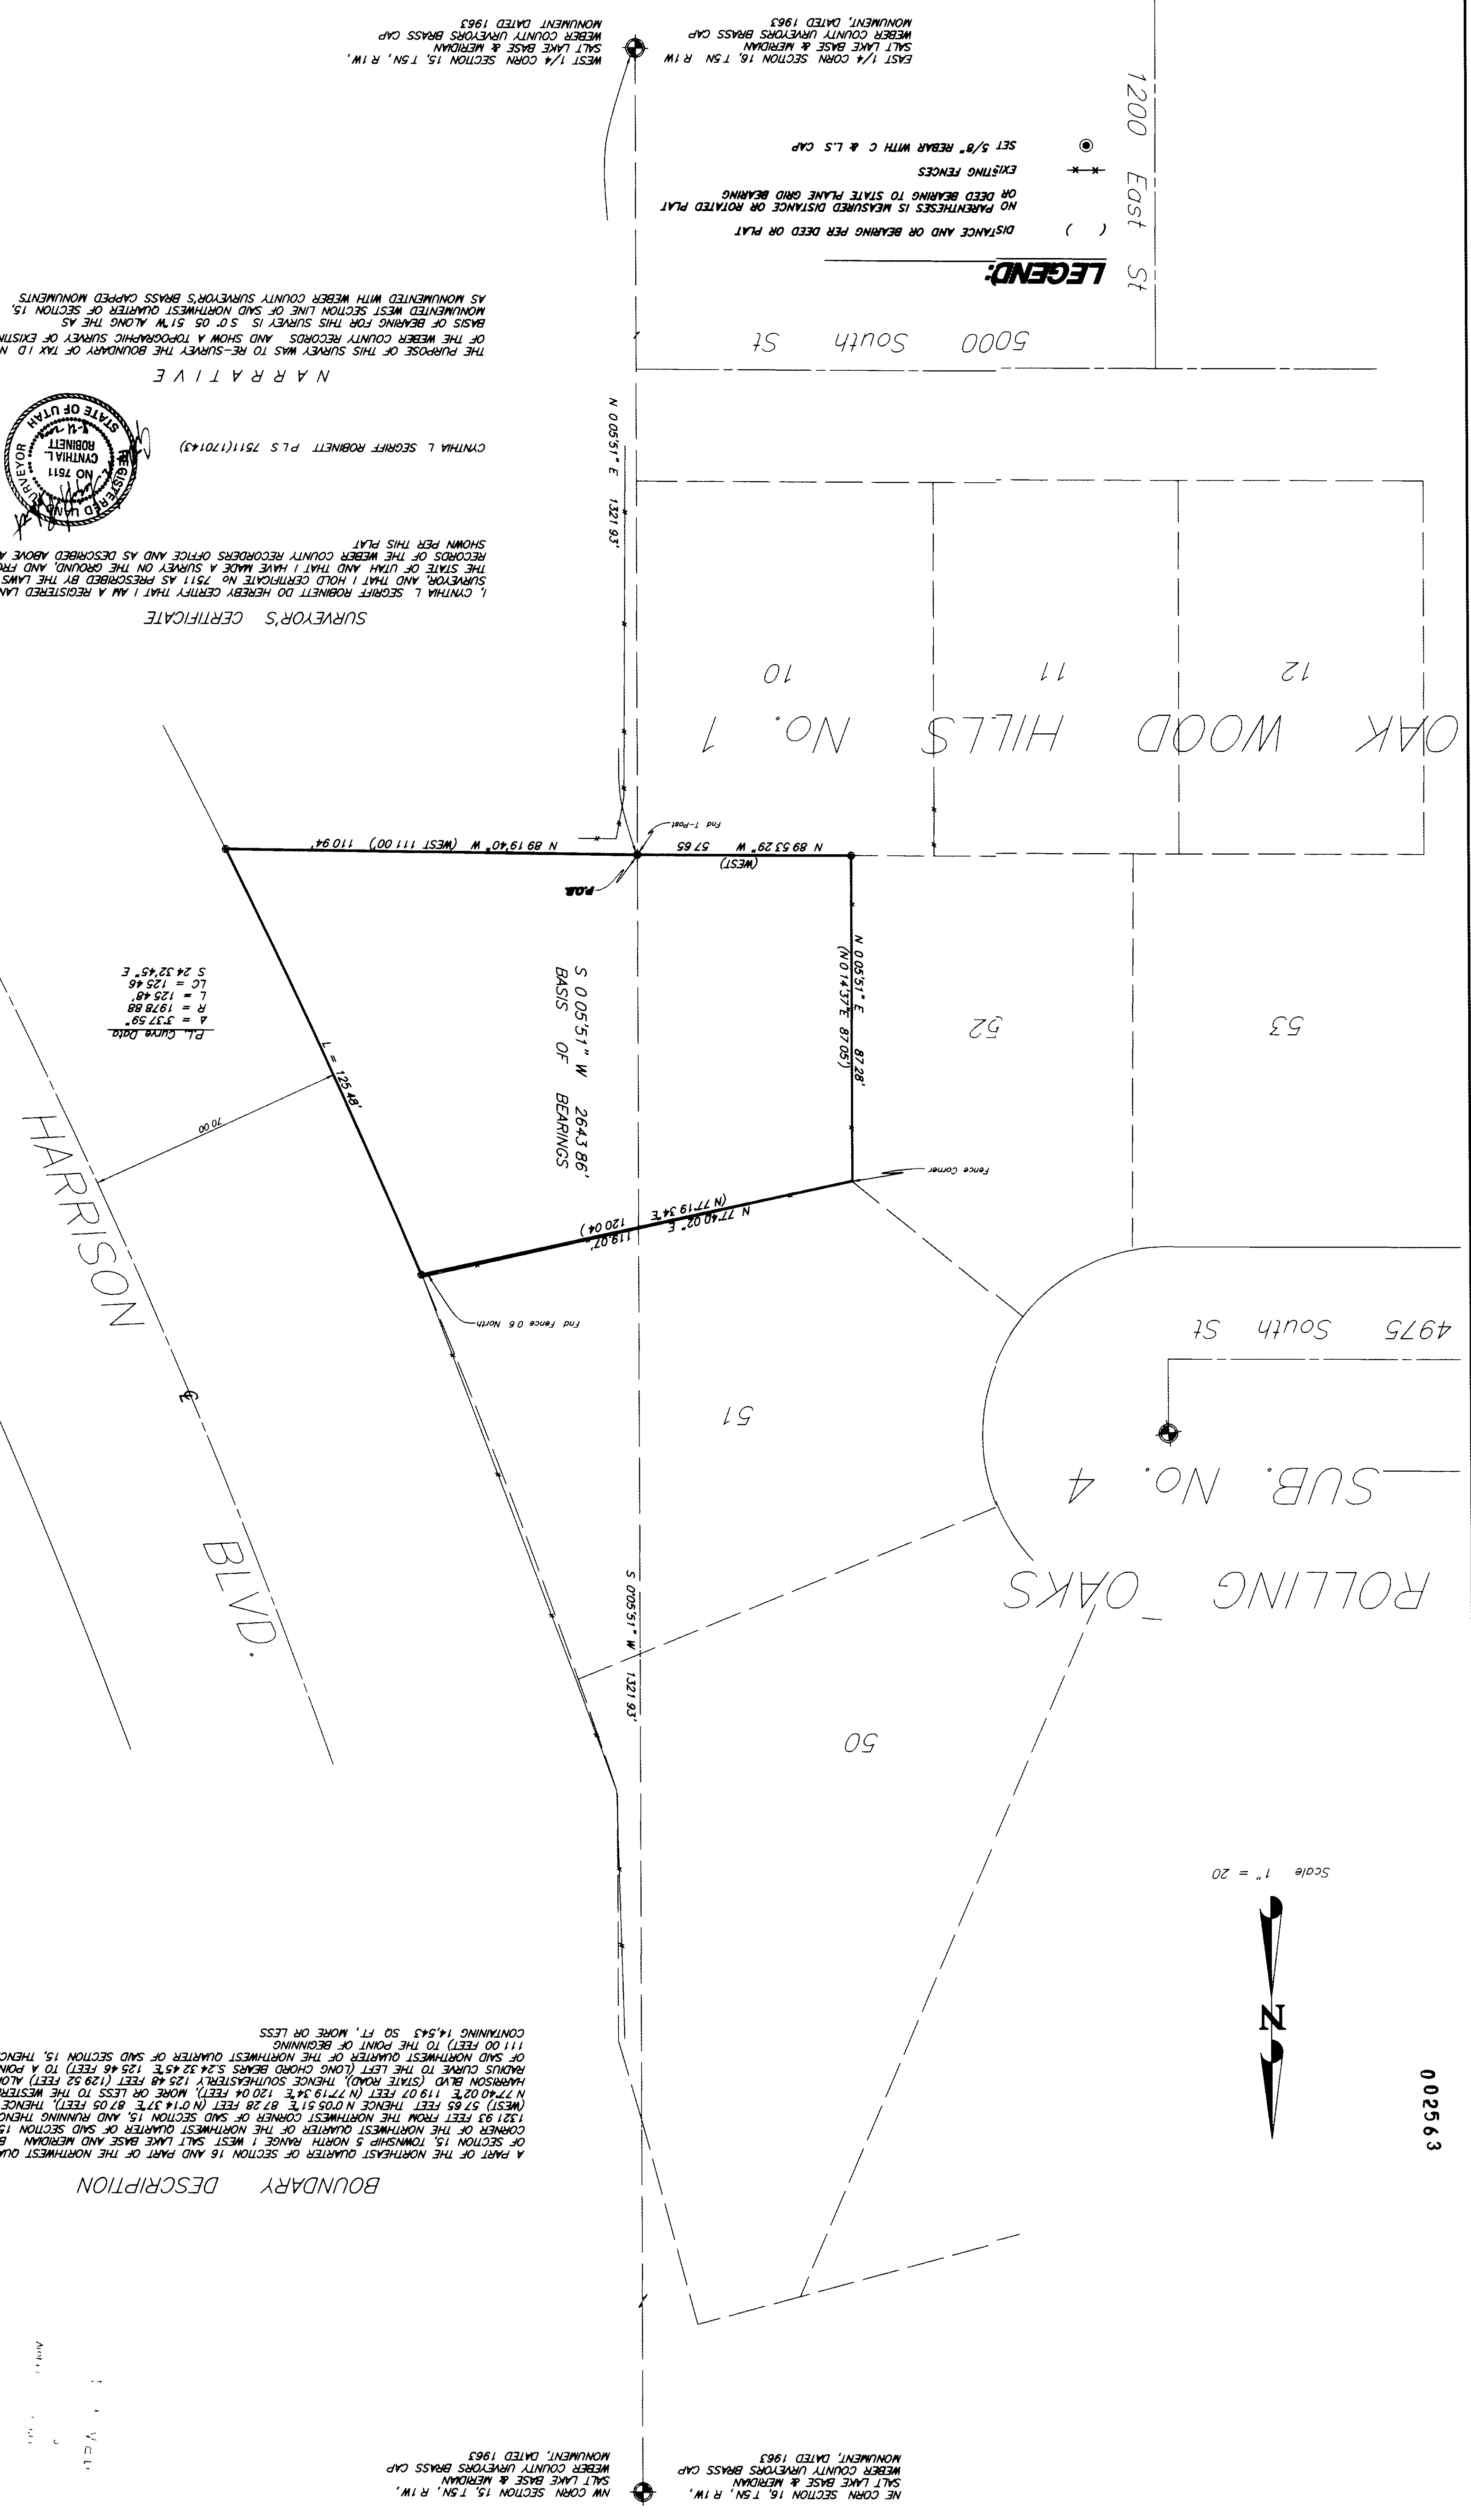 002563
NW CORN SECTION 15, T5N, R 1W,
SALT LAKE BASE & MERIDIAN
WEBER COUNTY URVEYORS BRASS CAP
MONUMENT, DATED 1963
NE CORN SECTION 16, T5N, R 1W,
SALT LAKE BASE & MERIDIAN
WEBER COUNTY URVEYORS BRASS CAP
MONUMENT, DATED 1963
BOUNDARY DESCRIPTION
A PART OF THE NORTHEAST QUARTER OF SECTION 16 AND PART OF THE NORTHWEST QUA
OF SECTION 15, TOWNSHIP 5 NORTH RANGE 1 WEST SALT LAKE BASE AND MERIDIAN B
CORNER OF THE NORTHWEST QUARTER OF THE NORTHWEST QUARTER OF SAID SECTION 15
1321 93 FEET FROM THE NORTHWEST CORNER OF SAID SECTION 15, AND RUNNING THENC
(WEST) 57 65 FEET THENCE N 0'05 51"E 87 28 FEET (N 0'14 37"E 87 05 FEET), THENCE
N 77'40 02"E 119 07 FEET (N 77'19 34"E 120 04 FEET), MORE OR LESS TO THE WESTER
HARRISON BLVD (STATE ROAD), THENCE SOUTHEASTERLY 125 48 FEET (129 52 FEET) ALO
RADIUS CURVE TO THE LEFT (LONG CHORD BEARS S.24 32 45"E 125 46 FEET) TO A POIN
OF SAID NORTHWEST QUARTER OF THE NORTHWEST QUARTER OF SAID SECTION 15, THENC
111 00 FEET) TO THE POINT OF BEGINNING
CONTAINING 14,543 SQ FT, MORE OR LESS
N
Scale 1" = 20
50
S 0'05'51" W 1321 93'
ROLLING OAKS
SUB. No. 4
BLVD.
51
4975 South St
Fnd Fence 0 6 North
HARRISON
N 77'40 02" E 119.07'
(N 77'19 34"E 120 04)
Fence Corner
70 00
L = 125 48'
S 0 05'51" W 2643 86'
BASIS OF BEARINGS
N 0'05'51" E 87 28'
(N 0 14'37"E 87 05')
52
53
P.L. Curve Data
Δ = 3'37 59"
R = 1978 88
L = 125 48'
LC = 125 46
S 24 32'45" E
P.O.B.
(WEST)
N 89 53 29" W 57 65
N 89 19'40" W (WEST 111 00') 110 94'
Fnd T-Post
OAK WOOD HILLS No. 1
10
11
12
SURVEYOR'S CERTIFICATE
I, CYNTHIA L SEGRIFF ROBINETT DO HEREBY CERTIFY THAT I AM A REGISTERED LAN
SURVEYOR, AND THAT I HOLD CERTIFICATE No 7511 AS PRESCRIBED BY THE LAWS
THE STATE OF UTAH AND THAT I HAVE MADE A SURVEY ON THE GROUND, AND FRO
RECORDS OF THE WEBER COUNTY RECORDERS OFFICE AND AS DESCRIBED ABOVE A
SHOWN PER THIS PLAT
N 0 05'51" E 1321 93'
REGISTERED LAND SURVEYOR
NO 7511
CYNTHIA L.
ROBINETT
STATE OF UTAH
CYNTHIA L SEGRIFF ROBINETT P L S 7511(170143)
NARRATIVE
THE PURPOSE OF THIS SURVEY WAS TO RE-SURVEY THE BOUNDARY OF TAX I D N
OF THE WEBER COUNTY RECORDS AND SHOW A TOPOGRAPHIC SURVEY OF EXISTIN
BASIS OF BEARING FOR THIS SURVEY IS S 0' 05 51"W ALONG THE AS
MONUMENTED WEST SECTION LINE OF SAID NORTHWEST QUARTER OF SECTION 15,
AS MONUMENTED WITH WEBER COUNTY SURVEYOR'S BRASS CAPPED MONUMENTS
5000 South St
1200 East St
LEGEND:
( ) DISTANCE AND OR BEARING PER DEED OR PLAT
NO PARENTHESES IS MEASURED DISTANCE OR ROTATED PLAT
OR DEED BEARING TO STATE PLANE GRID BEARING
EXISTING FENCES
SET 5/8" REBAR WITH C & L.S CAP
EAST 1/4 CORN SECTION 16, T 5N R 1W
SALT LAKE BASE & MERIDIAN
WEBER COUNTY URVEYORS BRASS CAP
MONUMENT, DATED 1963
WEST 1/4 CORN SECTION 15, T 5N, R 1W,
SALT LAKE BASE & MERIDIAN
WEBER COUNTY URVEYORS BRASS CAP
MONUMENT DATED 1963